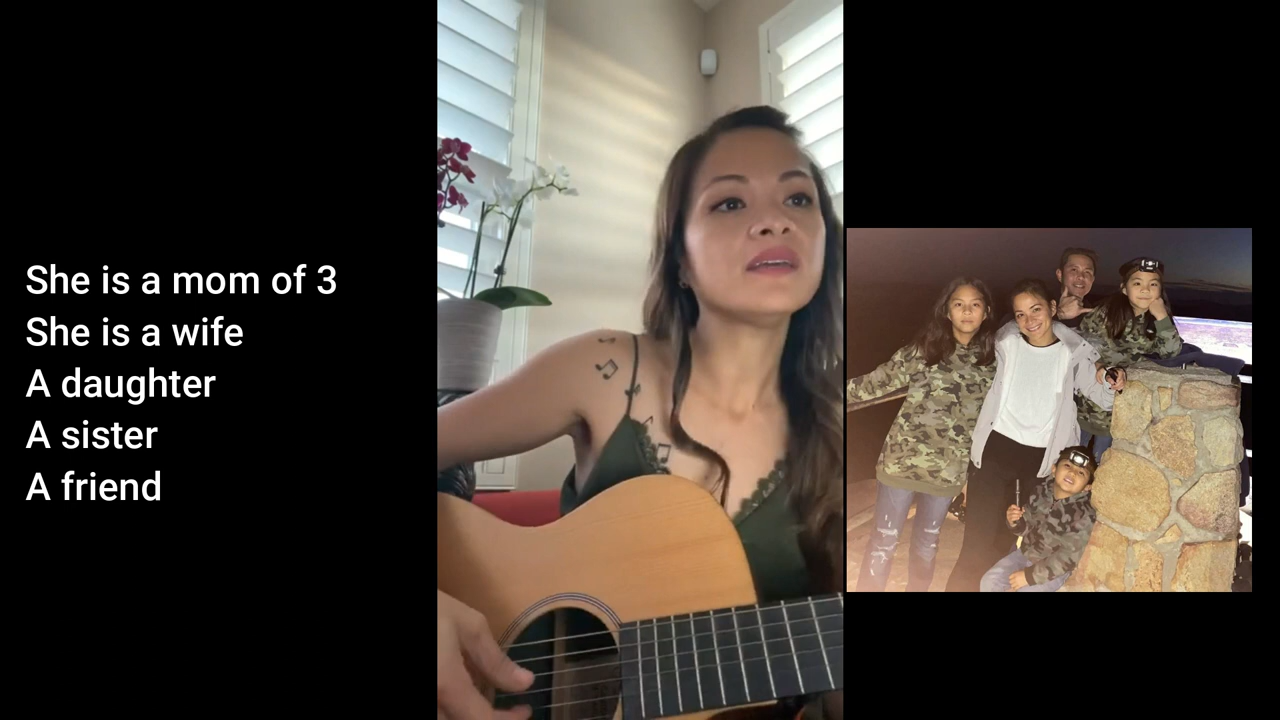 She is a mom of 3
She is a wife
A daughter
A sister
A friend